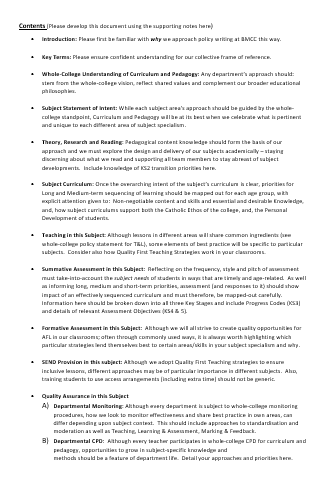 Contents (Please develop this document using the supporting notes here)
• Introduction: Please first be familiar with why we approach policy writing at BMCC this way.
• Key Terms: Please ensure confident understanding for our collective frame of reference.
• Whole-College Understanding of Curriculum and Pedagogy: Any department's approach should:
stem from the whole-college vision, reflect shared values and complement our broader educational
philosophies.
• Subject Statement of Intent: While each subject area's approach should be guided by the whole-
college standpoint, Curriculum and Pedagogy will be at its best when we celebrate what is pertinent
and unique to each different area of subject specialism.
• Theory, Research and Reading: Pedagogical content knowledge should form the basis of our
approach and we must explore the design and delivery of our subjects academically – staying
discerning about what we read and supporting all team members to stay abreast of subject
developments. Include knowledge of KS2 transition priorities here.
• Subject Curriculum: Once the overarching intent of the subject's curriculum is clear, priorities for
Long and Medium-term sequencing of learning should be mapped out for each age group, with
explicit attention given to: Non-negotiable content and skills and essential and desirable Knowledge,
and, how subject curriculums support both the Catholic Ethos of the college, and, the Personal
Development of students.
• Teaching in this Subject: Although lessons in different areas will share common ingredients (see
whole-college policy statement for T&L), some elements of best practice will be specific to particular
subjects. Consider also how Quality First Teaching Strategies work in your classrooms.
• Summative Assessment in this Subject: Reflecting on the frequency, style and pitch of assessment
must take-into-account the subject needs of students in ways that are timely and age-related. As well
as informing long, medium and short-term priorities, assessment (and responses to it) should show
impact of an effectively sequenced curriculum and must therefore, be mapped-out carefully.
Information here should be broken down into all three Key Stages and include Progress Codes (KS3)
and details of relevant Assessment Objectives (KS4 & 5).
• Formative Assessment in this Subject: Although we all strive to create quality opportunities for
AFL in our classrooms; often through commonly used ways, it is always worth highlighting which
particular strategies lend themselves best to certain areas/skills in your subject specialism and why.
• SEND Provision in this subject: Although we adopt Quality First Teaching strategies to ensure
inclusive lessons, different approaches may be of particular importance in different subjects. Also,
training students to use access arrangements (including extra time) should not be generic.
• Quality Assurance in this Subject
A) Departmental Monitoring: Although every department is subject to whole-college monitoring
procedures, how we look to monitor effectiveness and share best practice in own areas, can
differ depending upon subject context. This should include approaches to standardisation and
moderation as well as Teaching, Learning & Assessment, Marking & Feedback.
B) Departmental CPD: Although every teacher participates in whole-college CPD for curriculum and
pedagogy, opportunities to grow in subject-specific knowledge and
methods should be a feature of department life. Detail your approaches and priorities here.